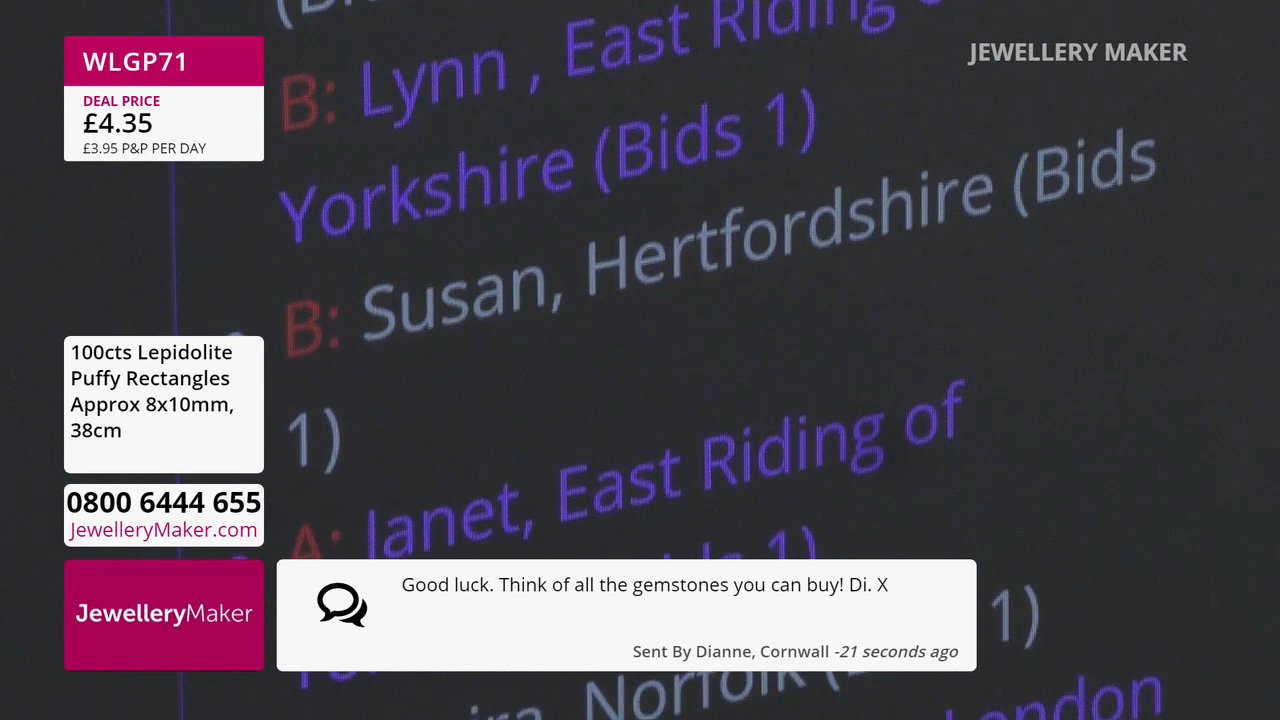 WLGP71
DEAL PRICE
£4.35
£3.95 P&P PER DAY
JEWELLERY MAKER
B: Lynn , East Riding
Yorkshire (Bids 1)
B: Susan, Hertfordshire (Bids
1)
A: Janet, East Riding of
1)
1)
Norfolk
London
100cts Lepidolite
Puffy Rectangles
Approx 8x10mm,
38cm
0800 6444 655
JewelleryMaker.com
JewelleryMaker
Good luck. Think of all the gemstones you can buy! Di. X
Sent By Dianne, Cornwall -21 seconds ago